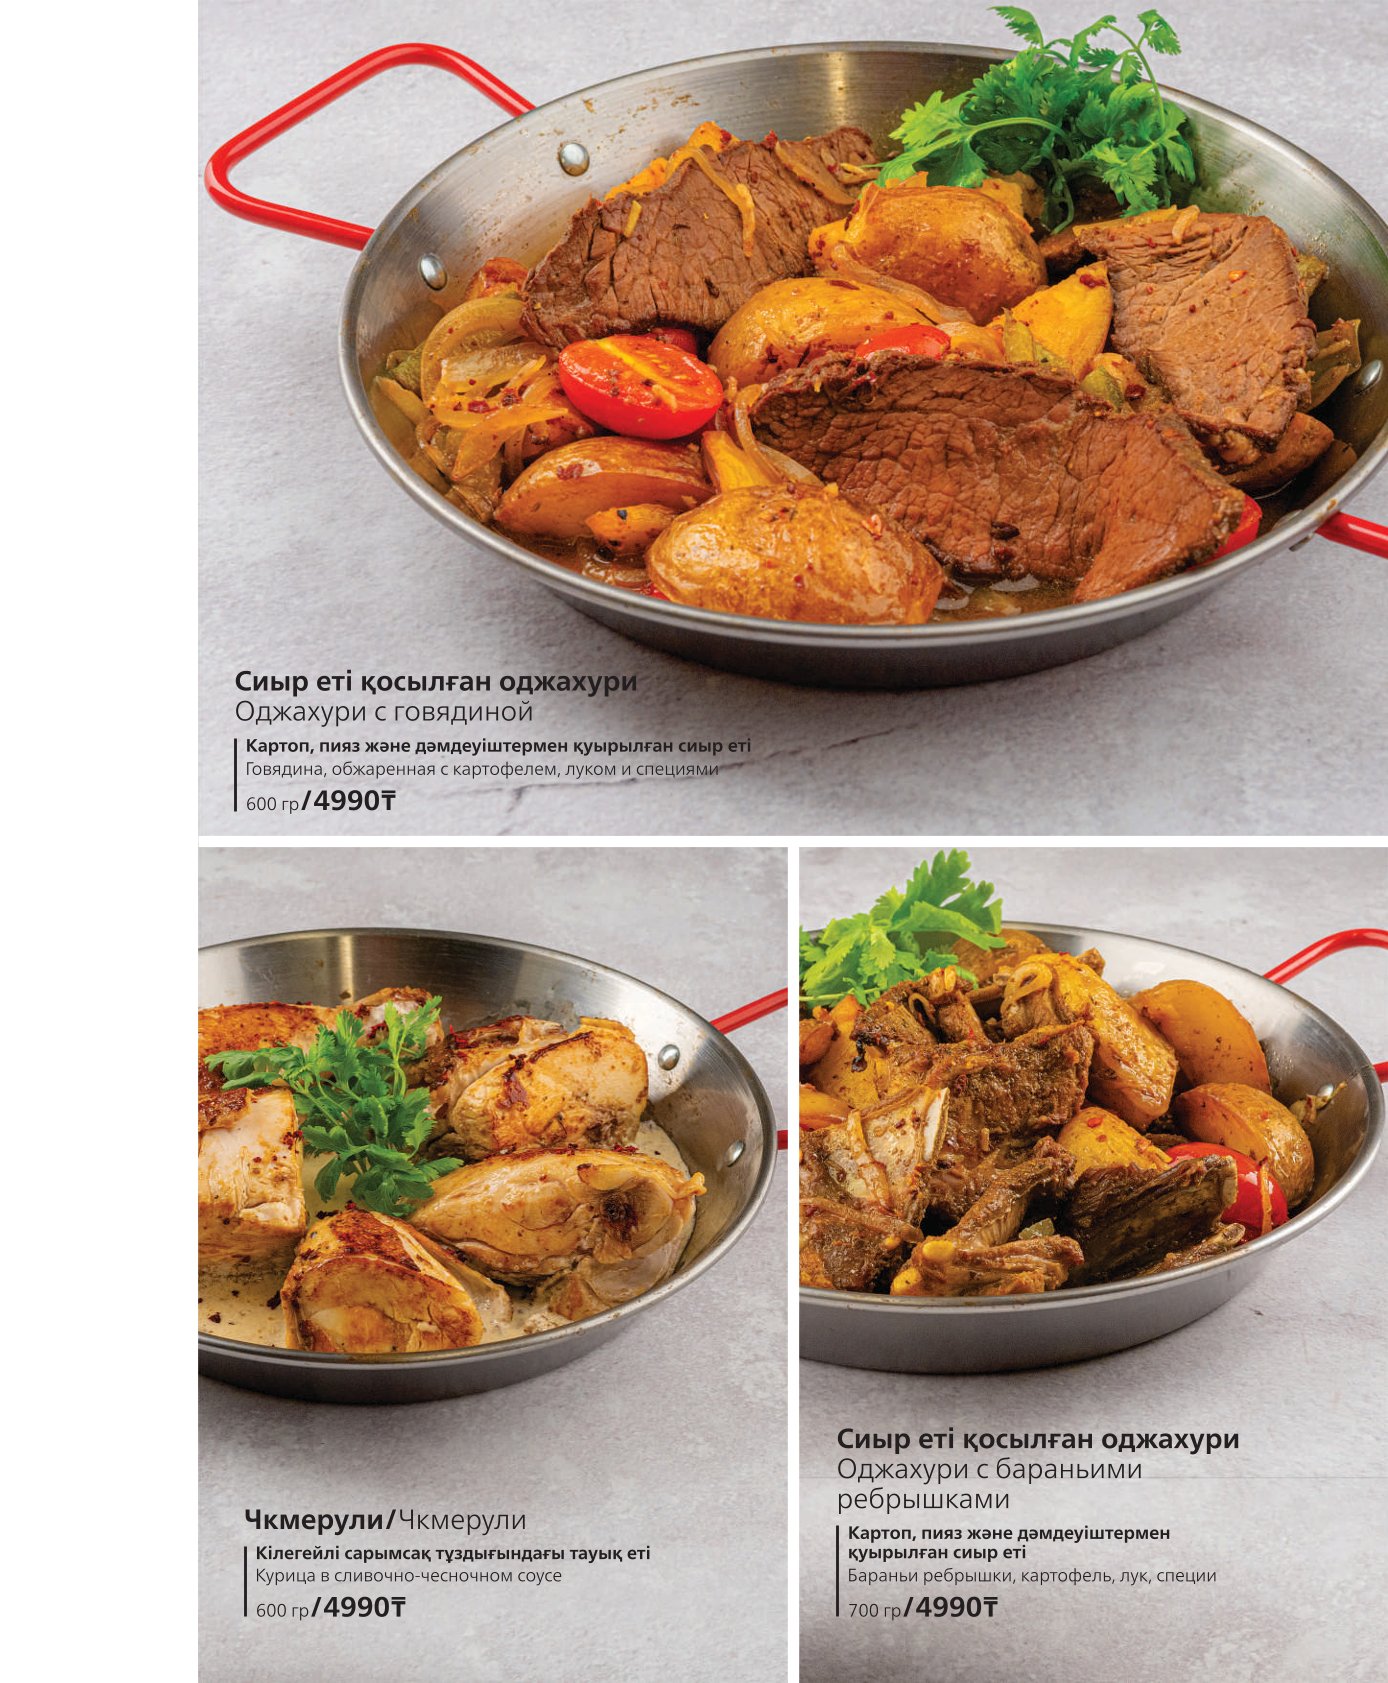 Сиыр еті қосылған оджахури
Оджахури с говядиной
Картоп, пияз және дәмдеуіштермен қуырылған сиыр еті
Говядина, обжаренная с картофелем, луком и специями
600 гр/4990₸
Чкмерули/Чкмерули
Кілегейлі сарымсақ тұздығындағы тауық еті
Курица в сливочно-чесночном соусе
600 гр/4990₸
Сиыр еті қосылған оджахури
Оджахури с бараньими
ребрышками
Картоп, пияз және дәмдеуіштермен
қуырылған сиыр еті
Бараньи ребрышки, картофель, лук, специи
700 гр/4990₸